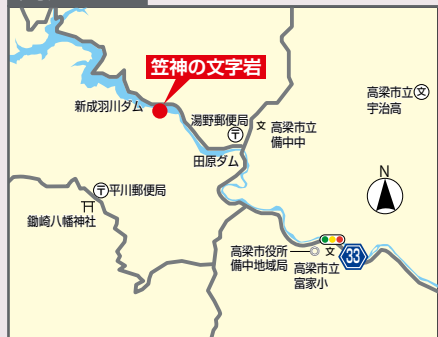 笠神の文字岩
新成羽川ダム
湯野郵便局
〒
文 高梁市立
備中中
高梁市立 文
宇治高
田原ダム
N
〒 平川郵便局
鋤崎八幡神社
高梁市役所
備中地域局
文
高梁市立
富家小
33